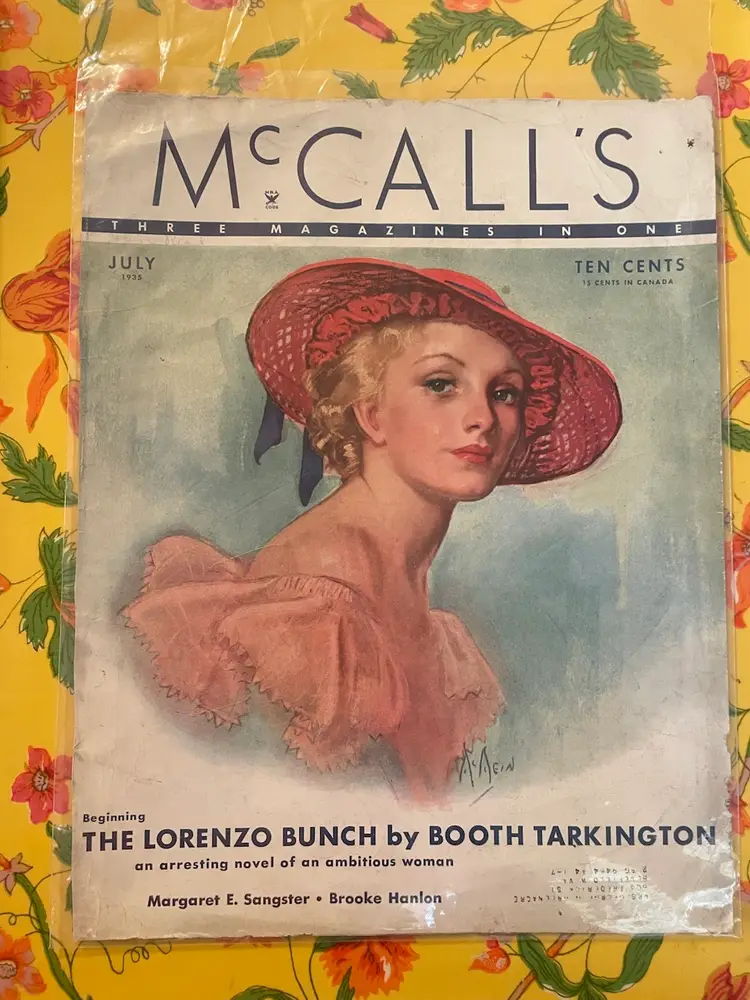 McCALL'S
N.R.A.
CODE
THREE MAGAZINES IN ONE
JULY
1935
TEN CENTS
15 CENTS IN CANADA
McMEIN
Beginning
THE LORENZO BUNCH by BOOTH TARKINGTON
an arresting novel of an ambitious woman
Margaret E. Sangster • Brooke Hanlon